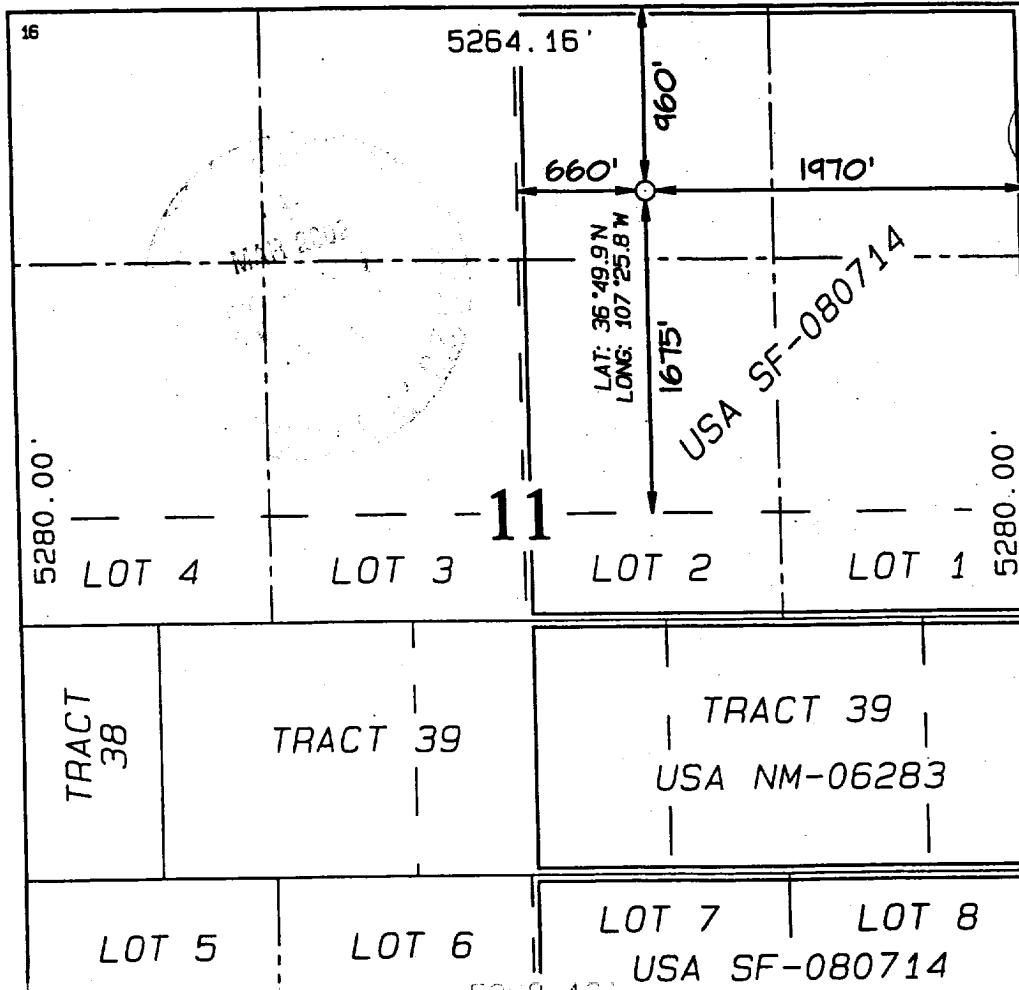 16
5264.16'
960'
660'
1970'
MAR 2002
LAT: 36°49.9'N
LONG: 107°25.8'W
1675'
USA SF-080714
5280.00'
11
5280.00'
LOT 4
LOT 3
LOT 2
LOT 1
TRACT
38
TRACT 39
TRACT 39
USA NM-06283
LOT 5
LOT 6
LOT 7
LOT 8
USA SF-080714